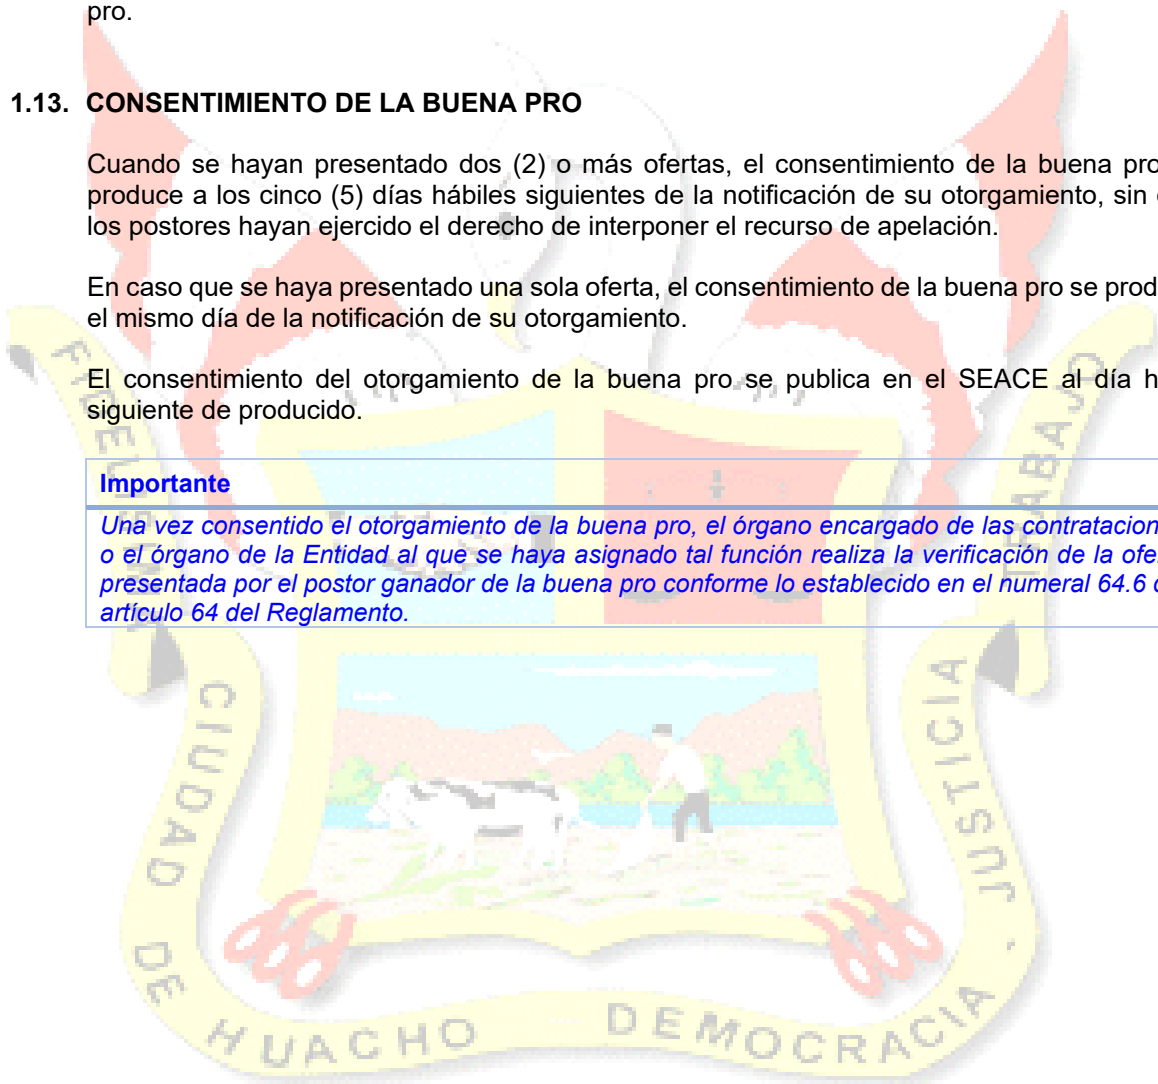 pro.
1.13. CONSENTIMIENTO DE LA BUENA PRO
Cuando se hayan presentado dos (2) o más ofertas, el consentimiento de la buena pro
produce a los cinco (5) días hábiles siguientes de la notificación de su otorgamiento, sin
los postores hayan ejercido el derecho de interponer el recurso de apelación.
En caso que se haya presentado una sola oferta, el consentimiento de la buena pro se prod
el mismo día de la notificación de su otorgamiento.
El consentimiento del otorgamiento de la buena pro se publica en el SEACE al día h
siguiente de producido.
Importante
Una vez consentido el otorgamiento de la buena pro, el órgano encargado de las contratacion
o el órgano de la Entidad al que se haya asignado tal función realiza la verificación de la ofe
presentada por el postor ganador de la buena pro conforme lo establecido en el numeral 64.6
artículo 64 del Reglamento.
CIUDAD DE HUACHO
DEMOCRACIA - JUSTICIA
TRABAJO